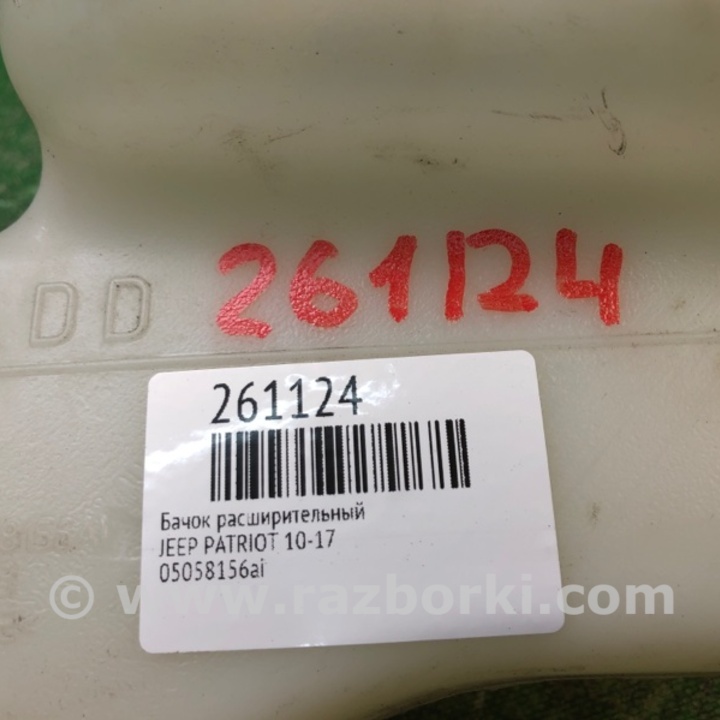 DD 261124
261124
Бачок расширительный
JEEP PATRIOT 10-17
05058156ai
© www.razborki.com